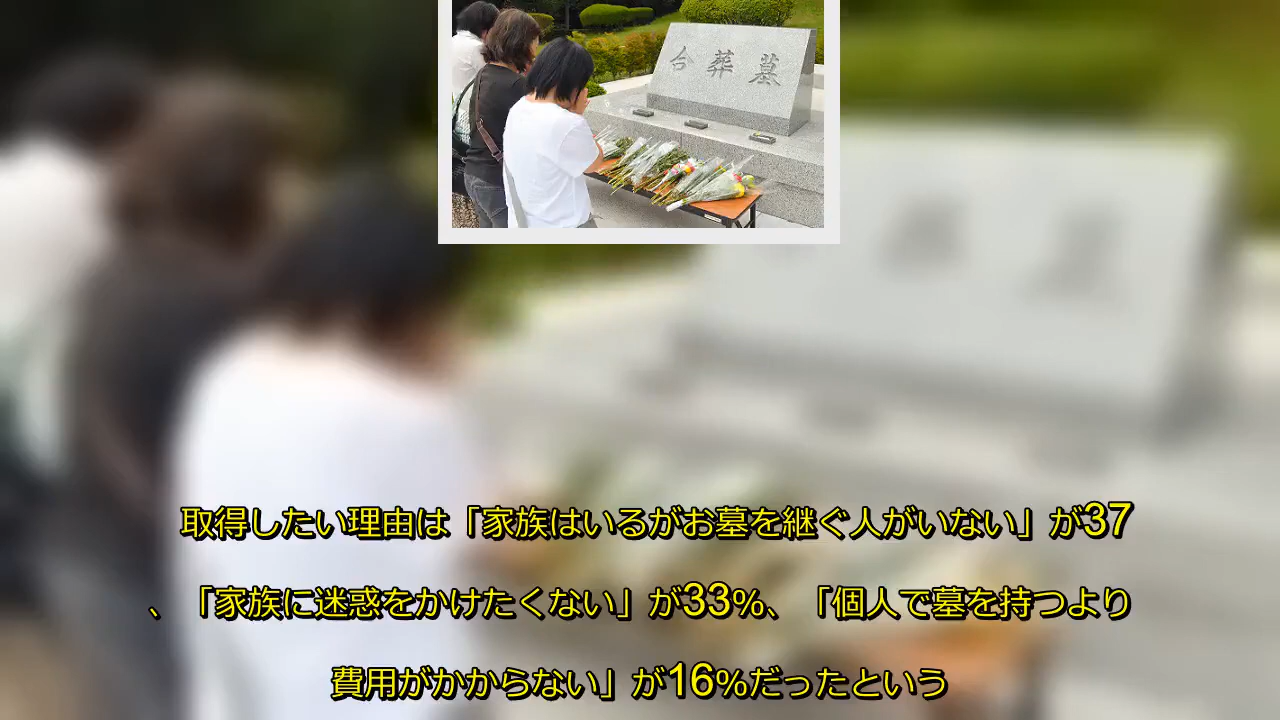 合葬墓
取得したい理由は「家族はいるがお墓を継ぐ人がいない」が37
、「家族に迷惑をかけたくない」が33%、「個人で墓を持つより
費用がかからない」が16%だったという